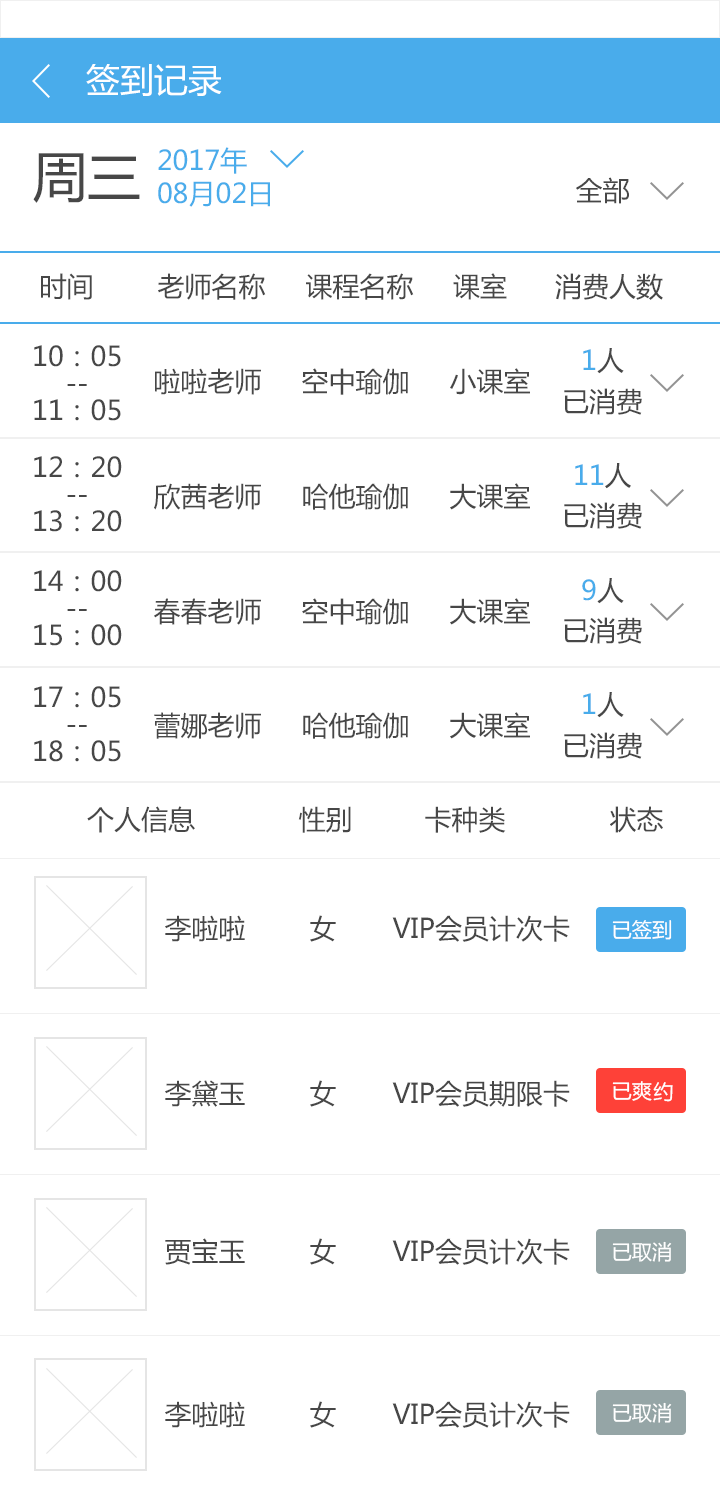 签到记录
周三
2017年
08月02日
全部
时间 老师名称 课程名称 课室 消费人数
10：05
--
11：05
啦啦老师 空中瑜伽 小课室
1人
已消费
12：20
--
13：20
欣茜老师 哈他瑜伽 大课室
11人
已消费
14：00
--
15：00
春春老师 空中瑜伽 大课室
9人
已消费
17：05
--
18：05
蕾娜老师 哈他瑜伽 大课室
1人
已消费
个人信息 性别 卡种类 状态
李啦啦 女 VIP会员计次卡 已签到
李黛玉 女 VIP会员期限卡 已爽约
贾宝玉 女 VIP会员计次卡 已取消
李啦啦 女 VIP会员计次卡 已取消